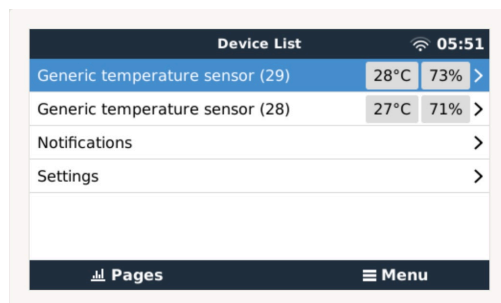 Device List 05:51
Generic temperature sensor (29) 28°C 73%
Generic temperature sensor (28) 27°C 71%
Notifications
Settings
Pages Menu